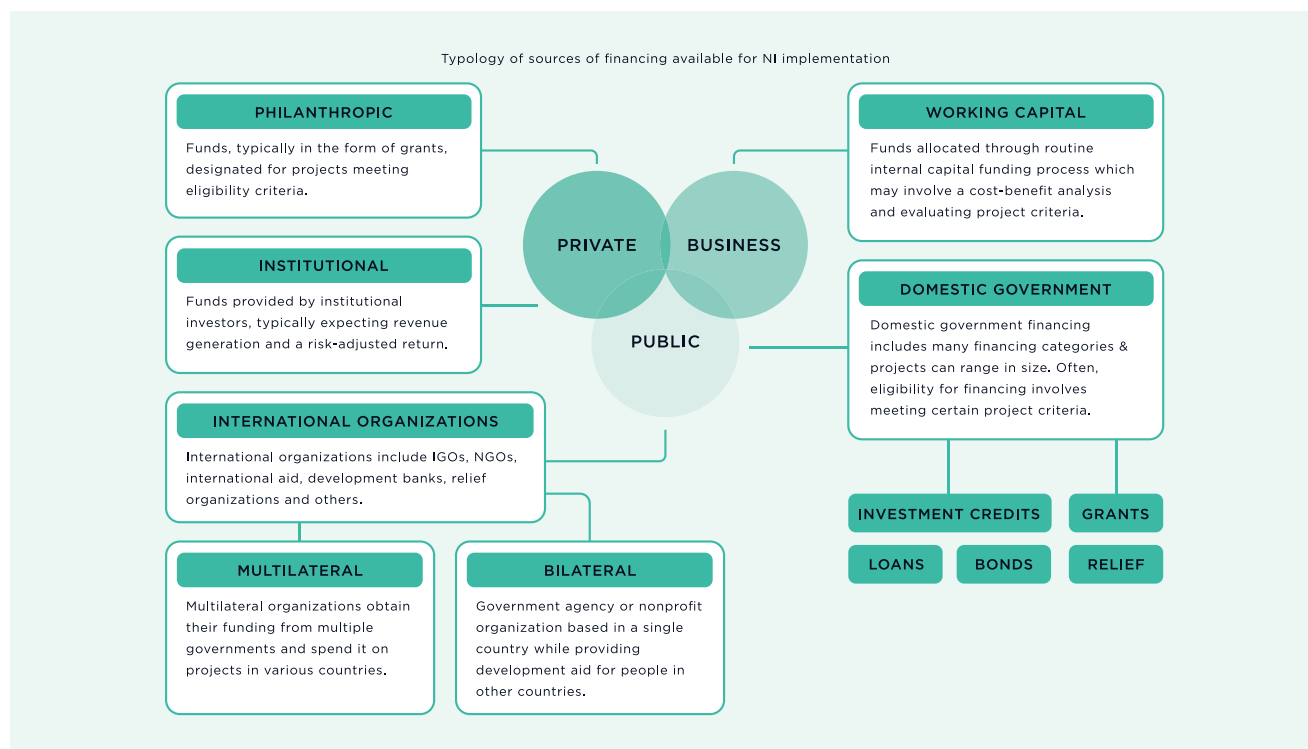 Typology of sources of financing available for NI implementation
PHILANTHROPIC
Funds, typically in the form of grants,
designated for projects meeting
eligibility criteria.
INSTITUTIONAL
Funds provided by institutional
investors, typically expecting revenue
generation and a risk-adjusted return.
INTERNATIONAL ORGANIZATIONS
International organizations include IGOs, NGOs,
international aid, development banks, relief
organizations and others.
MULTILATERAL
Multilateral organizations obtain
their funding from multiple
governments and spend it on
projects in various countries.
BILATERAL
Government agency or nonprofit
organization based in a single
country while providing
development aid for people in
other countries.
PRIVATE
BUSINESS
PUBLIC
WORKING CAPITAL
Funds allocated through routine
internal capital funding process which
may involve a cost-benefit analysis
and evaluating project criteria.
DOMESTIC GOVERNMENT
Domestic government financing
includes many financing categories &
projects can range in size. Often,
eligibility for financing involves
meeting certain project criteria.
INVESTMENT CREDITS
GRANTS
LOANS
BONDS
RELIEF